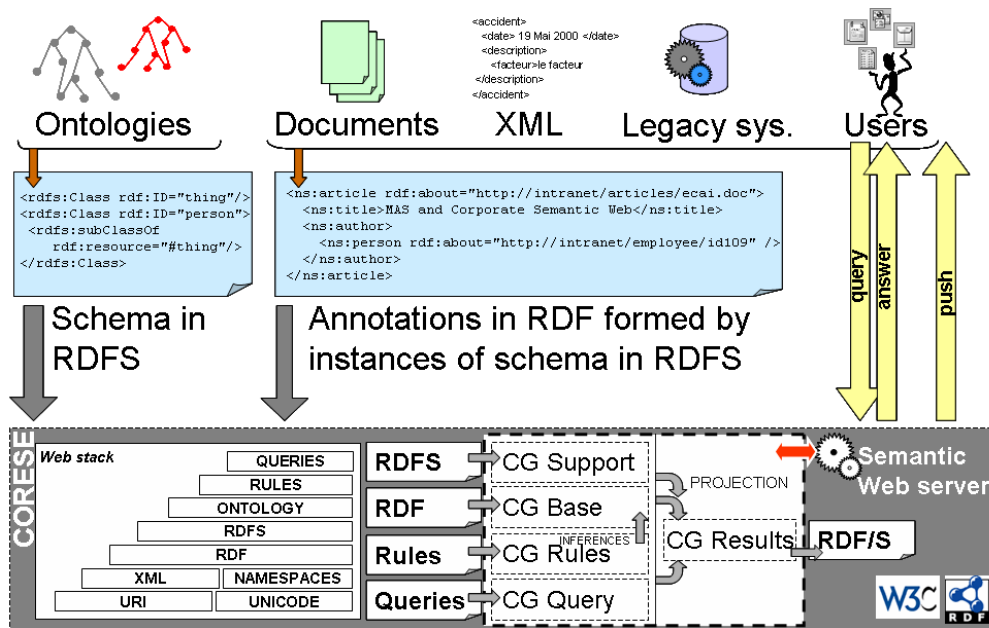 <accident>
<date> 19 Mai 2000 </date>
<description>
<facteur>le facteur
</description>
</accident>
Ontologies
Documents
XML
Legacy sys.
Users
<rdfs:Class rdf:ID="thing"/>
<rdfs:Class rdf:ID="person">
<rdfs:subClassOf
rdf:resource="#thing"/>
</rdfs:Class>
<ns:article rdf:about="http://intranet/articles/ecai.doc">
<ns:title>MAS and Corporate Semantic Web</ns:title>
<ns:author>
<ns:person rdf:about="http://intranet/employee/id109" />
</ns:author>
</ns:article>
query
answer
push
Schema in
RDFS
Annotations in RDF formed by
instances of schema in RDFS
CORESE
Web stack
QUERIES
RULES
ONTOLOGY
RDFS
RDF
XML
NAMESPACES
URI
UNICODE
RDFS
RDF
Rules
Queries
CG Support
CG Base
INFERENCES
CG Rules
CG Query
PROJECTION
CG Results
Semantic
Web server
RDF/S
W3C
RDF